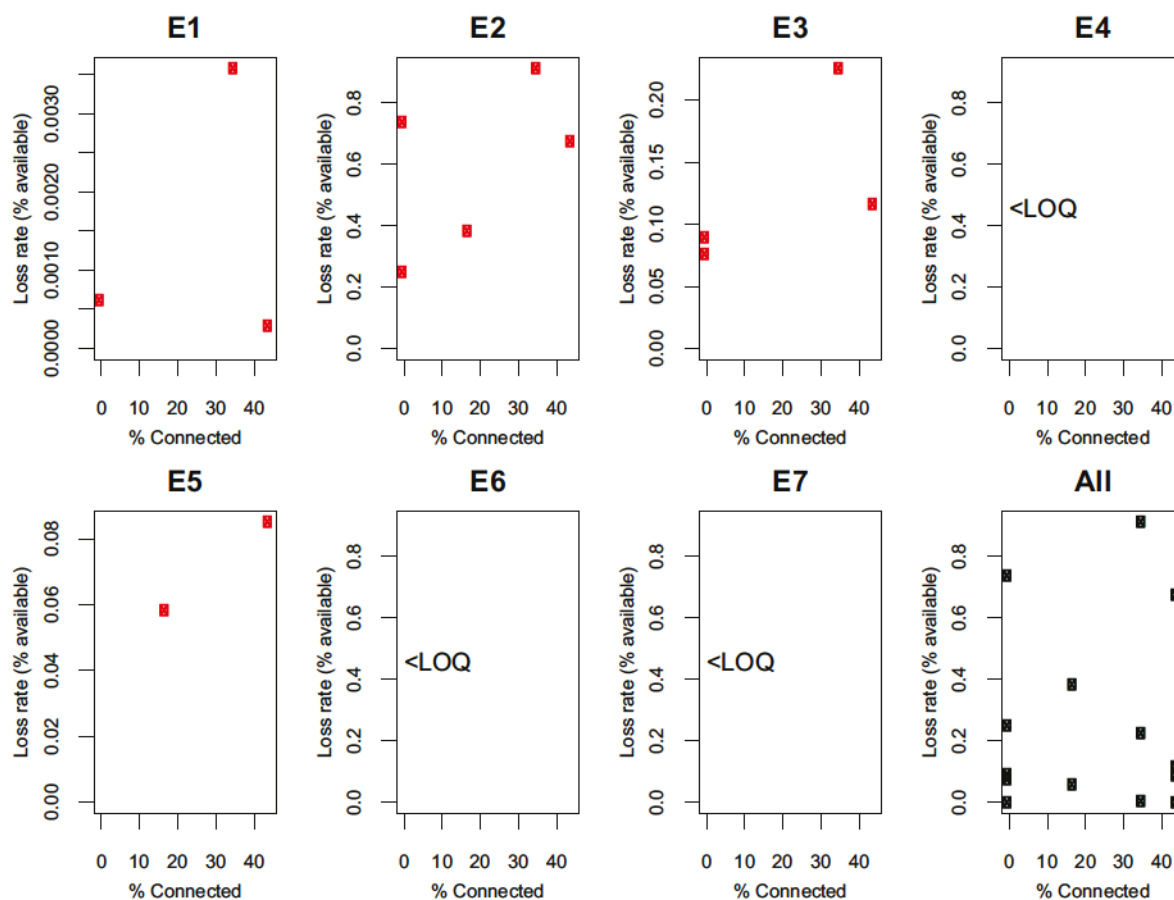 E1 E2 E3 E4
Loss rate (% available) Loss rate (% available) Loss rate (% available) Loss rate (% available)
0.0030 0.8 0.20 0.8
0.0020 0.6 0.15 0.6
0.0010 0.4 0.10 0.4
0.0000 0.2 0.05 0.2
0.0 0.00 0.0
<LOQ
0 10 20 30 40 0 10 20 30 40 0 10 20 30 40 0 10 20 30 40
% Connected % Connected % Connected % Connected
E5 E6 E7 All
Loss rate (% available) Loss rate (% available) Loss rate (% available) Loss rate (% available)
0.08 0.8 0.8 0.8
0.06 0.6 0.6 0.6
0.04 0.4 0.4 0.4
0.02 0.2 0.2 0.2
0.00 0.0 0.0 0.0
<LOQ <LOQ
0 10 20 30 40 0 10 20 30 40 0 10 20 30 40 0 10 20 30 40
% Connected % Connected % Connected % Connected